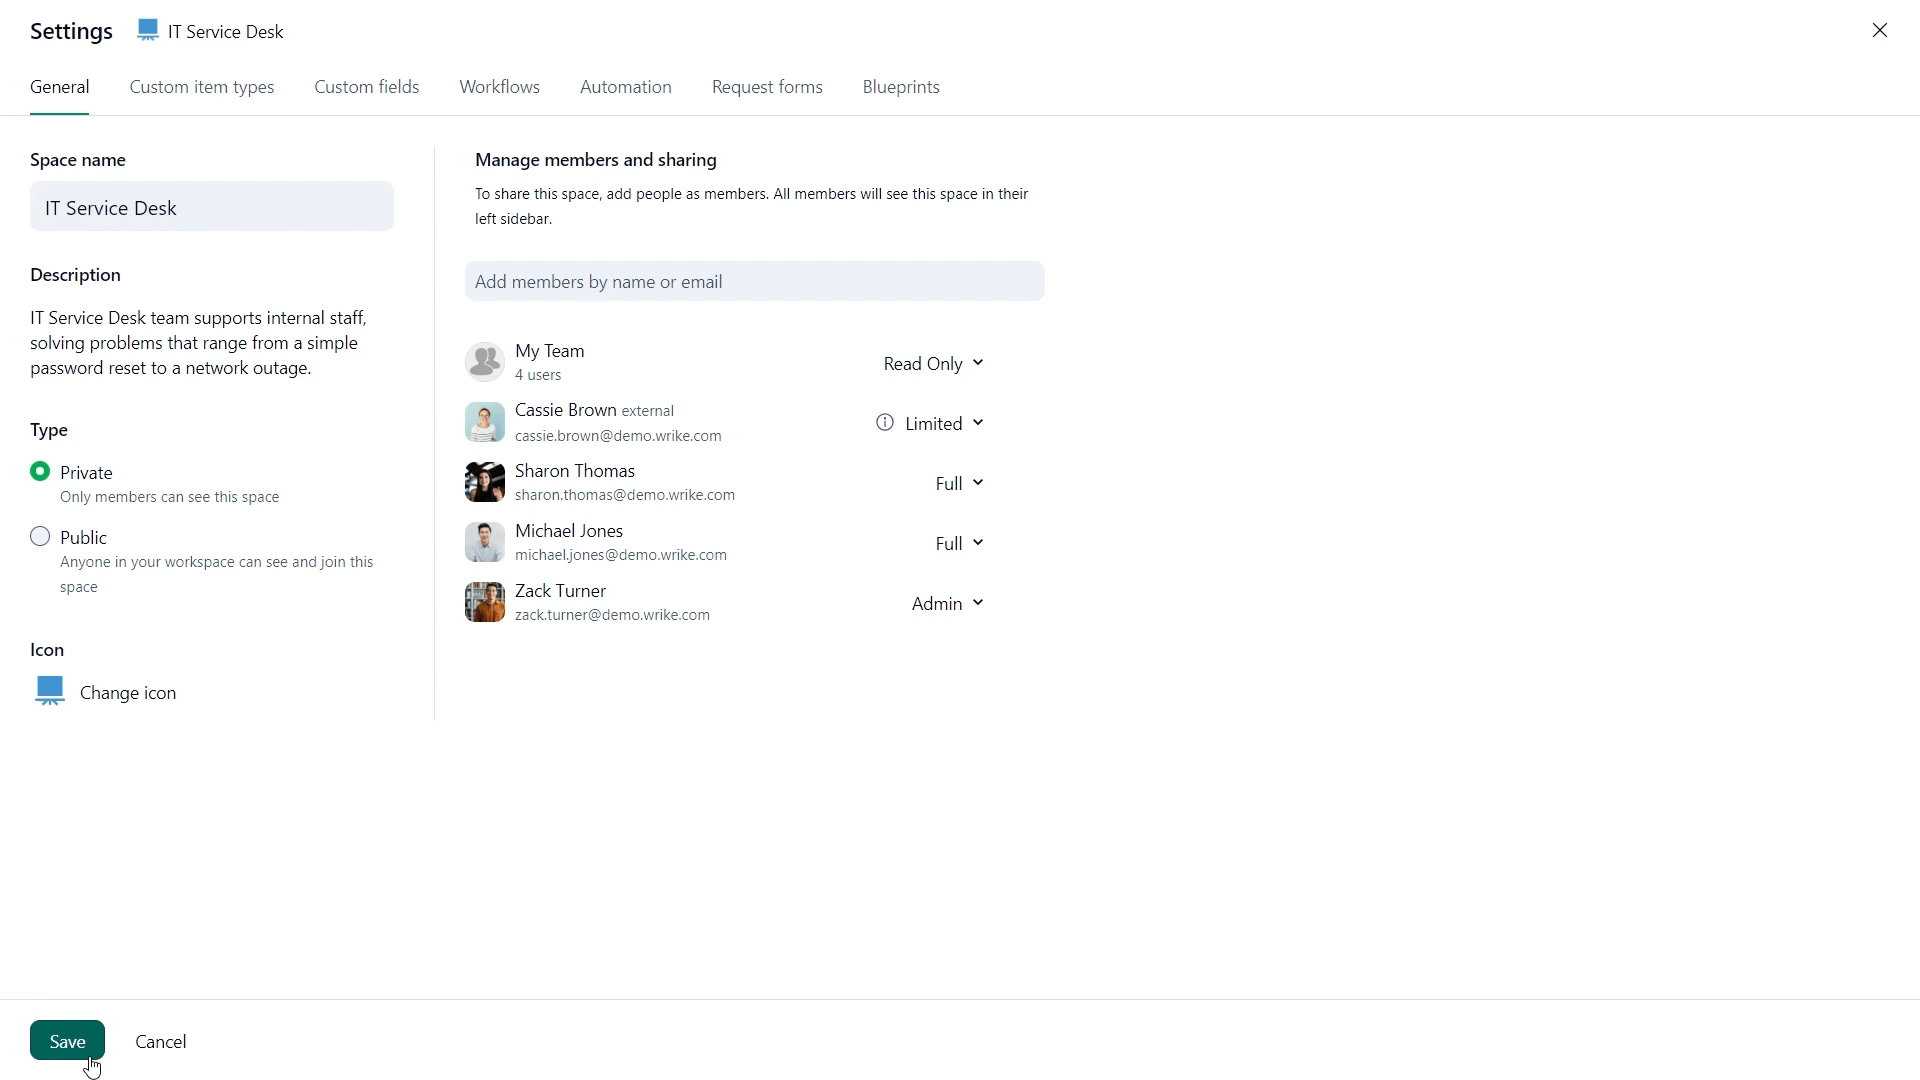 Settings IT Service Desk
General Custom item types Custom fields Workflows Automation Request forms Blueprints
Space name
IT Service Desk
Description
IT Service Desk team supports internal staff,
solving problems that range from a simple
password reset to a network outage.
Type
Private
Only members can see this space
Public
Anyone in your workspace can see and join this
space
Icon
Change icon
Manage members and sharing
To share this space, add people as members. All members will see this space in their
left sidebar.
Add members by name or email
My Team
4 users
Read Only
Cassie Brown external
cassie.brown@demo.wrike.com
Limited
Sharon Thomas
sharon.thomas@demo.wrike.com
Full
Michael Jones
michael.jones@demo.wrike.com
Full
Zack Turner
zack.turner@demo.wrike.com
Admin
Save Cancel